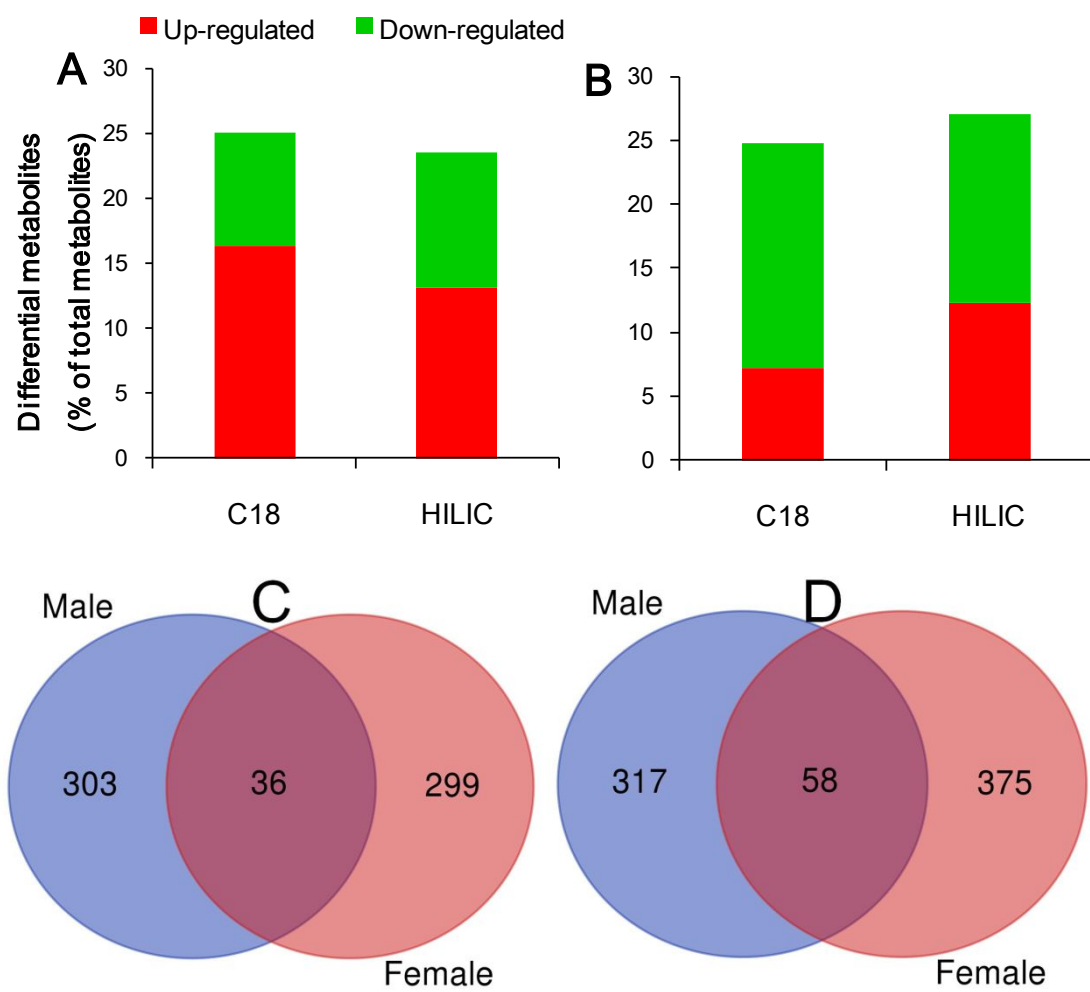 Up-regulated
Down-regulated
A
Differential metabolites
(% of total metabolites)
30
25
20
15
10
5
0
C18
HILIC
B
30
25
20
15
10
5
0
C18
HILIC
C
Male
303
36
299
Female
D
Male
317
58
375
Female